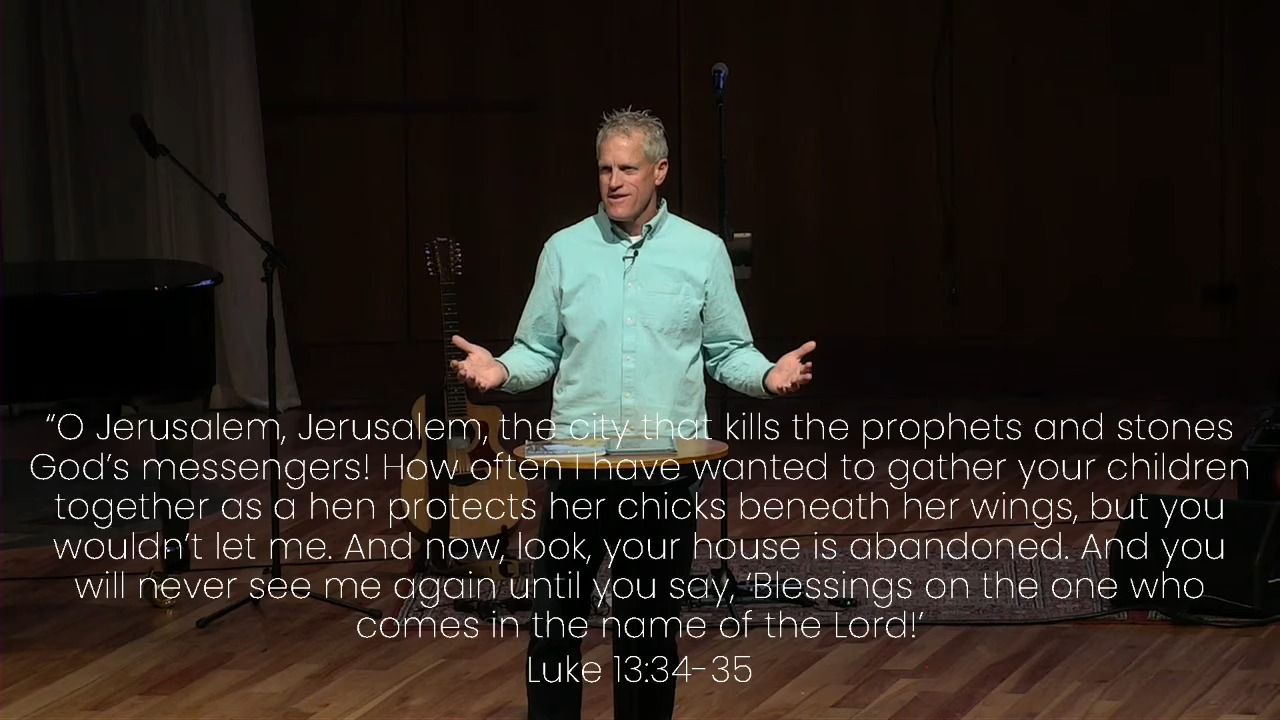 “O Jerusalem, Jerusalem, the city that kills the prophets and stones
God’s messengers! How often I have wanted to gather your children
together as a hen protects her chicks beneath her wings, but you
wouldn’t let me. And now, look, your house is abandoned. And you
will never see me again until you say, ‘Blessings on the one who
comes in the name of the Lord!’
Luke 13:34-35